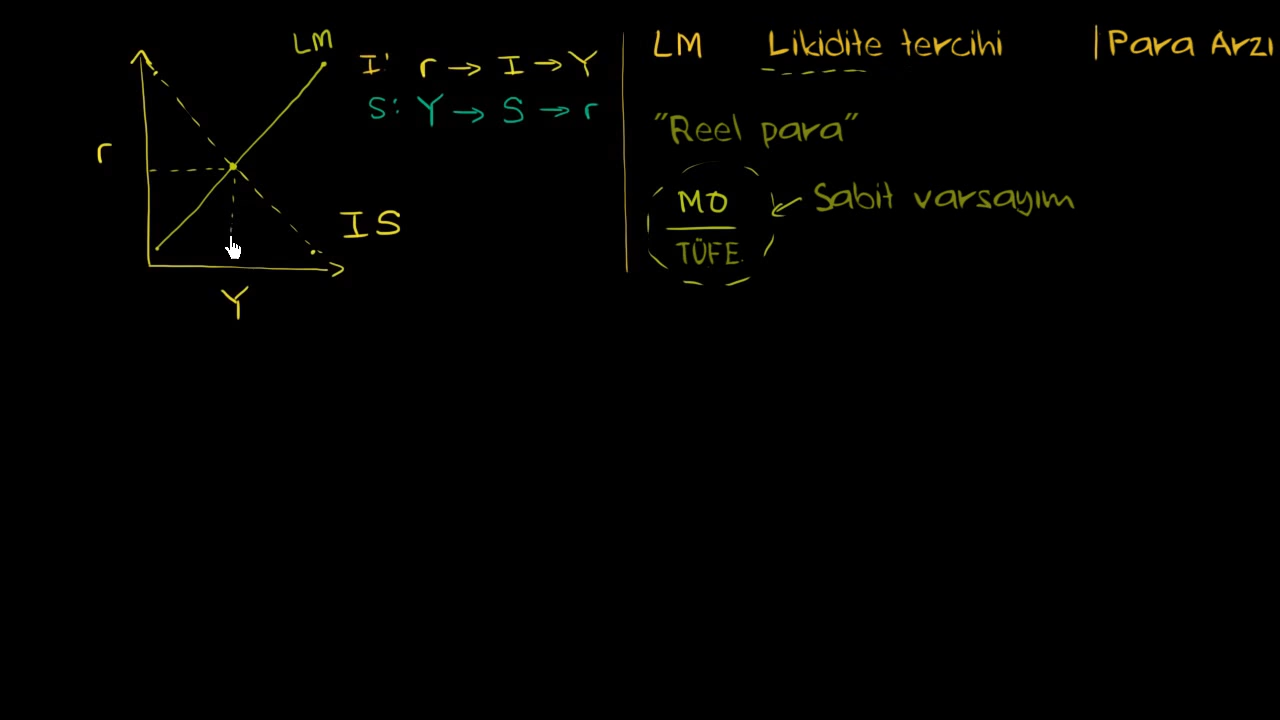 LM
I: r → I → Y
S: Y → S → r
r
IS
Y
LM Likidite tercihi | Para Arzı
"Reel para"
M0
TÜFE
← Sabit varsayım